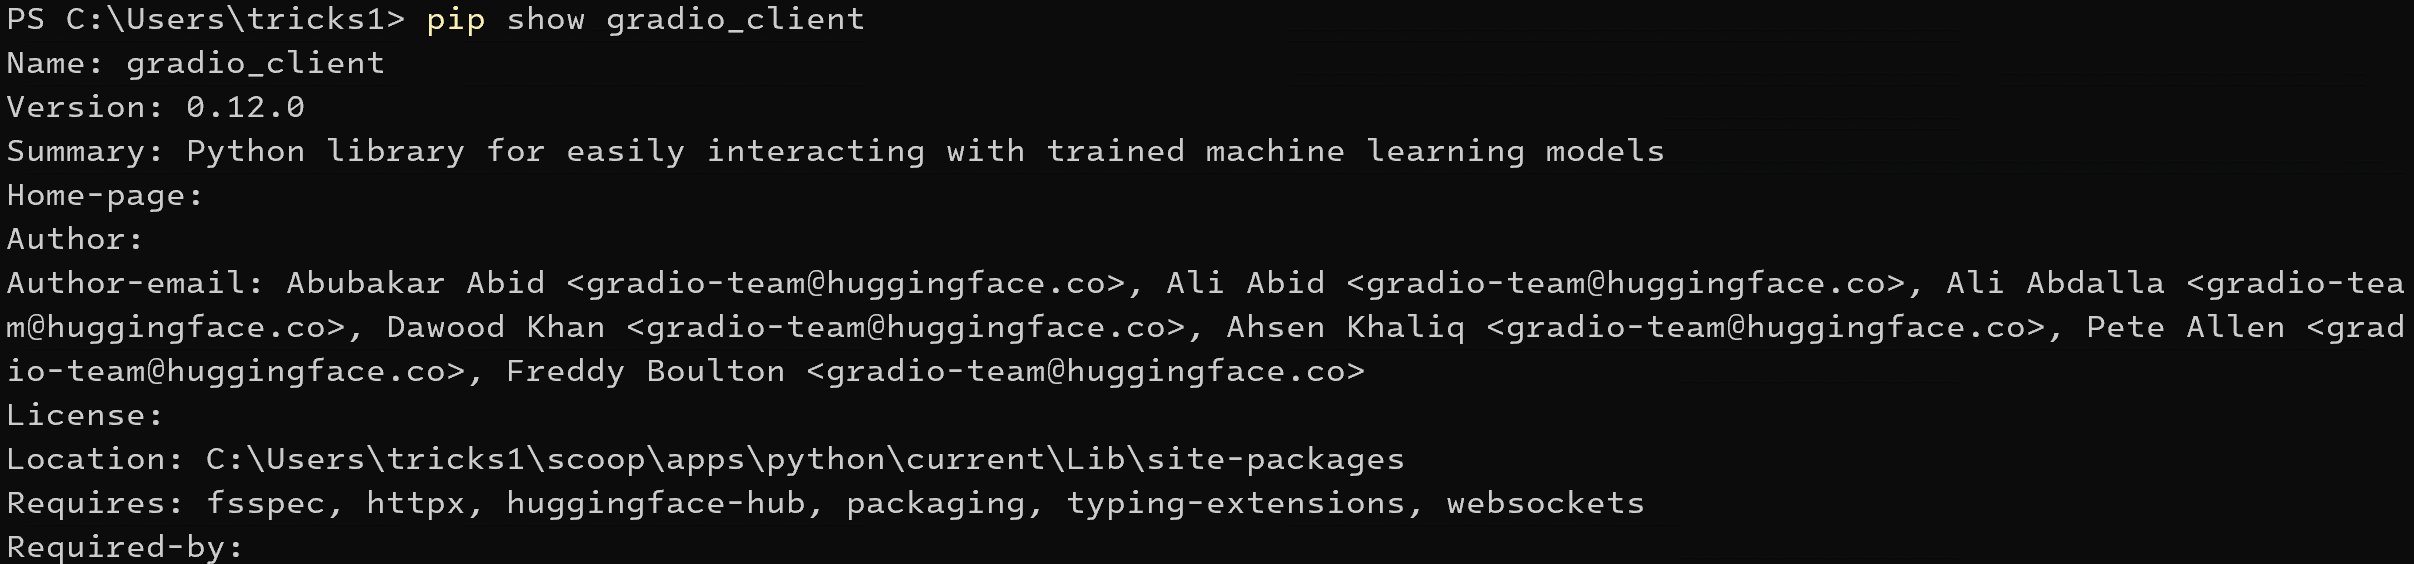 PS C:\Users\tricks1> pip show gradio_client
Name: gradio_client
Version: 0.12.0
Summary: Python library for easily interacting with trained machine learning models
Home-page:
Author:
Author-email: Abubakar Abid <gradio-team@huggingface.co>, Ali Abid <gradio-team@huggingface.co>, Ali Abdalla <gradio-tea
m@huggingface.co>, Dawood Khan <gradio-team@huggingface.co>, Ahsen Khaliq <gradio-team@huggingface.co>, Pete Allen <grad
io-team@huggingface.co>, Freddy Boulton <gradio-team@huggingface.co>
License:
Location: C:\Users\tricks1\scoop\apps\python\current\Lib\site-packages
Requires: fsspec, httpx, huggingface-hub, packaging, typing-extensions, websockets
Required-by: